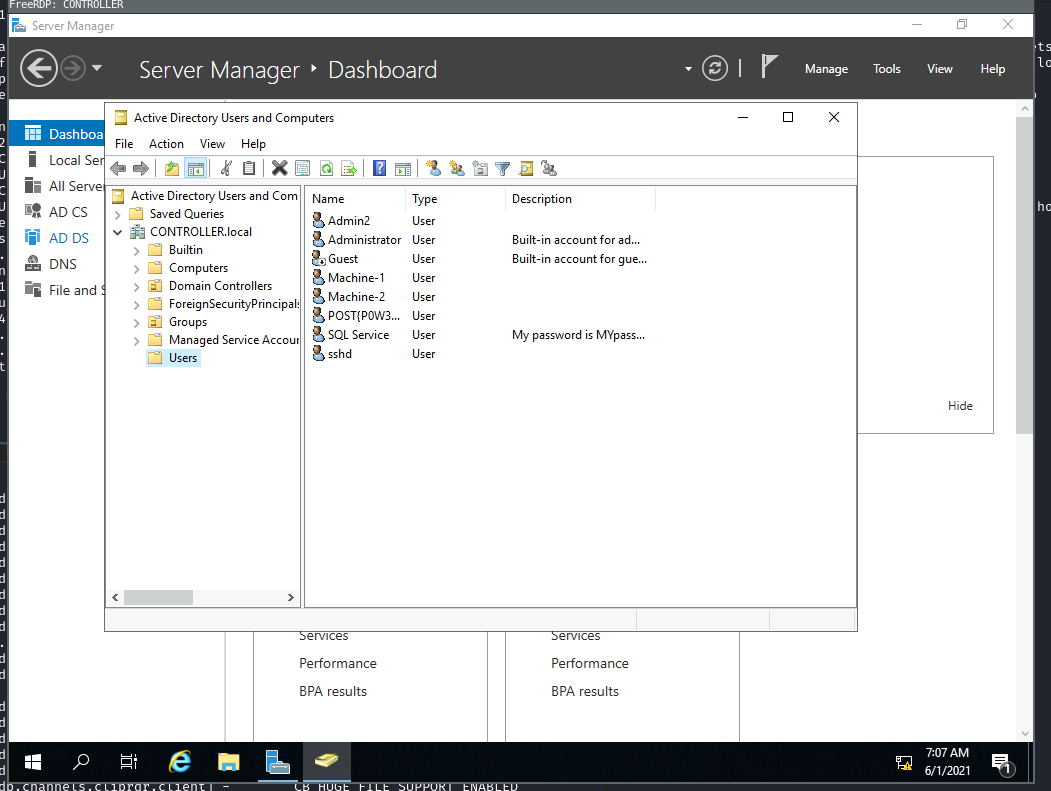 FreeRDP: CONTROLLER
Server Manager
Server Manager ‣ Dashboard
Manage
Tools
View
Help
Dashboa
Local Ser
All Server
AD CS
AD DS
DNS
File and S
Active Directory Users and Computers
File
Action
View
Help
Active Directory Users and Com
Saved Queries
CONTROLLER.local
Builtin
Computers
Domain Controllers
ForeignSecurityPrincipals
Groups
Managed Service Accour
Users
Name Type Description
Admin2 User
Administrator User Built-in account for ad...
Guest User Built-in account for gue...
Machine-1 User
Machine-2 User
POST{P0W3... User
SQL Service User My password is MYpass...
sshd User
Hide
Services
Performance
BPA results
Services
Performance
BPA results
7:07 AM
6/1/2021
1
dp.channels.cliprdr.client] - CB_HUGE_FILE_SUPPORT_ENABLED